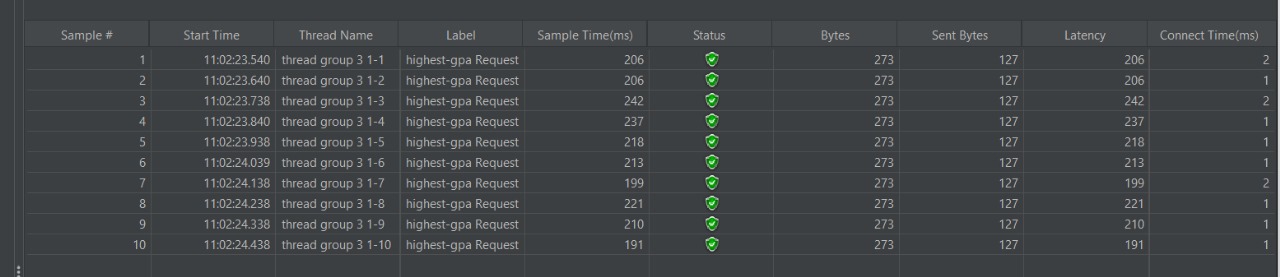 Sample # Start Time Thread Name Label Sample Time(ms) Status Bytes Sent Bytes Latency Connect Time(ms)
1 11:02:23.540 thread group 3 1-1 highest-gpa Request 206 273 127 206 2
2 11:02:23.640 thread group 3 1-2 highest-gpa Request 206 273 127 206 1
3 11:02:23.738 thread group 3 1-3 highest-gpa Request 242 273 127 242 2
4 11:02:23.840 thread group 3 1-4 highest-gpa Request 237 273 127 237 1
5 11:02:23.938 thread group 3 1-5 highest-gpa Request 218 273 127 218 1
6 11:02:24.039 thread group 3 1-6 highest-gpa Request 213 273 127 213 1
7 11:02:24.138 thread group 3 1-7 highest-gpa Request 199 273 127 199 2
8 11:02:24.238 thread group 3 1-8 highest-gpa Request 221 273 127 221 1
9 11:02:24.338 thread group 3 1-9 highest-gpa Request 210 273 127 210 1
10 11:02:24.438 thread group 3 1-10 highest-gpa Request 191 273 127 191 1